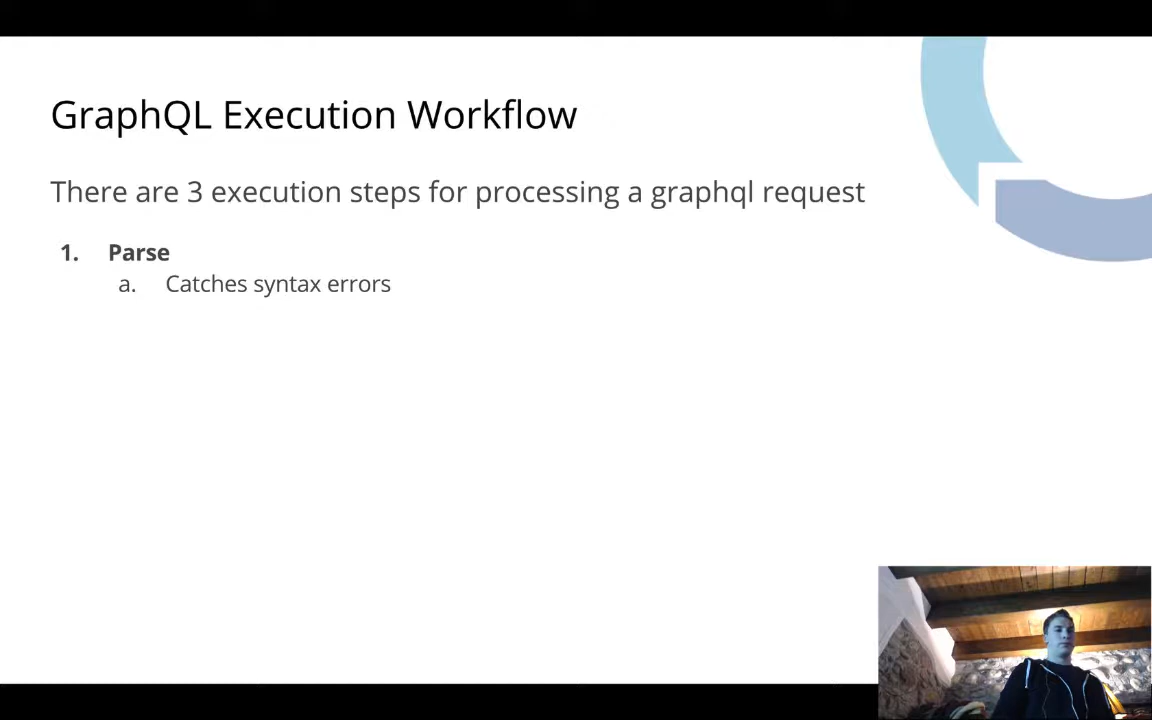 GraphQL Execution Workflow
There are 3 execution steps for processing a graphql request
1. Parse
a. Catches syntax errors